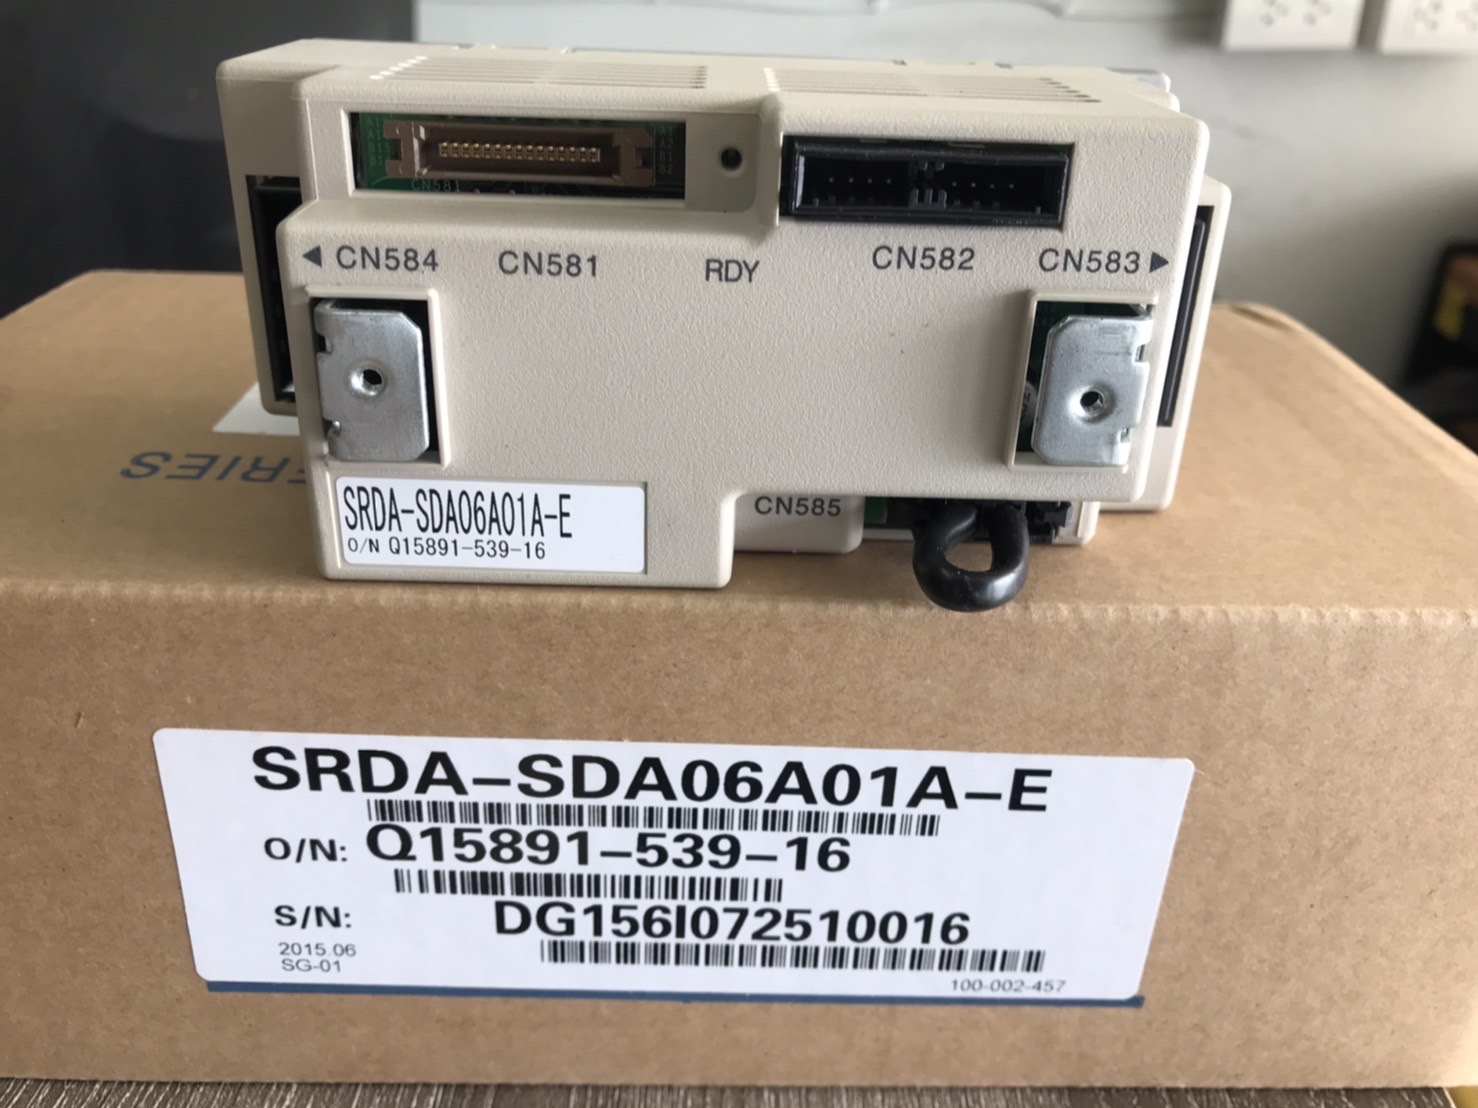 CN581
◀ CN584 CN581 RDY CN582 CN583 ▶
CN585
SRDA-SDA06A01A-E
O/N Q15891-539-16
SERIES
SRDA-SDA06A01A-E
O/N: Q15891-539-16
S/N: DG156I072510016
2015.06
SG-01
100-002-457